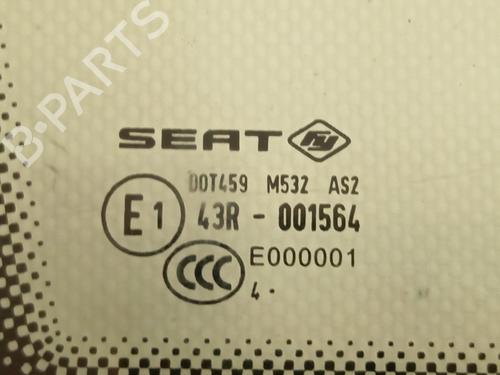 B-PARTS
SEAT
DOT459 M532 AS2
E1 43R - 001564
CCC E000001
4 .